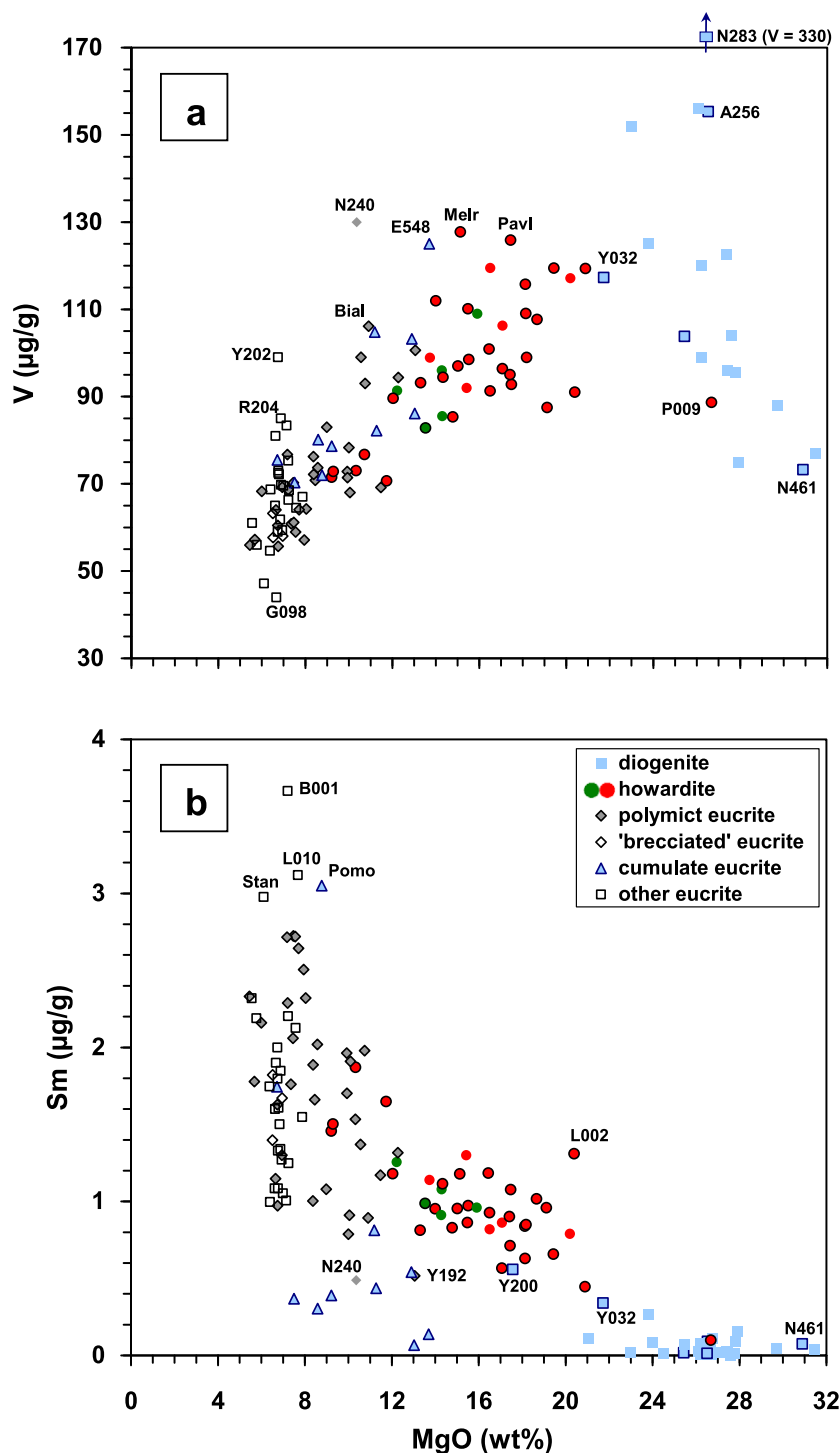 N283 (V = 330)
170
a
A256
150
N240
Melr
Pavl
130
E548
Y032
V (µg/g)
110
Bial
Y202
90
R204
P009
70
N461
50
G098
30
4
b
diogenite
howardite
polymict eucrite
'brecciated' eucrite
cumulate eucrite
other eucrite
B001
L010
Pomo
Stan
3
Sm (µg/g)
2
L002
1
N240
Y192
Y200
Y032
N461
0
0 4 8 12 16 20 24 28 32
MgO (wt%)